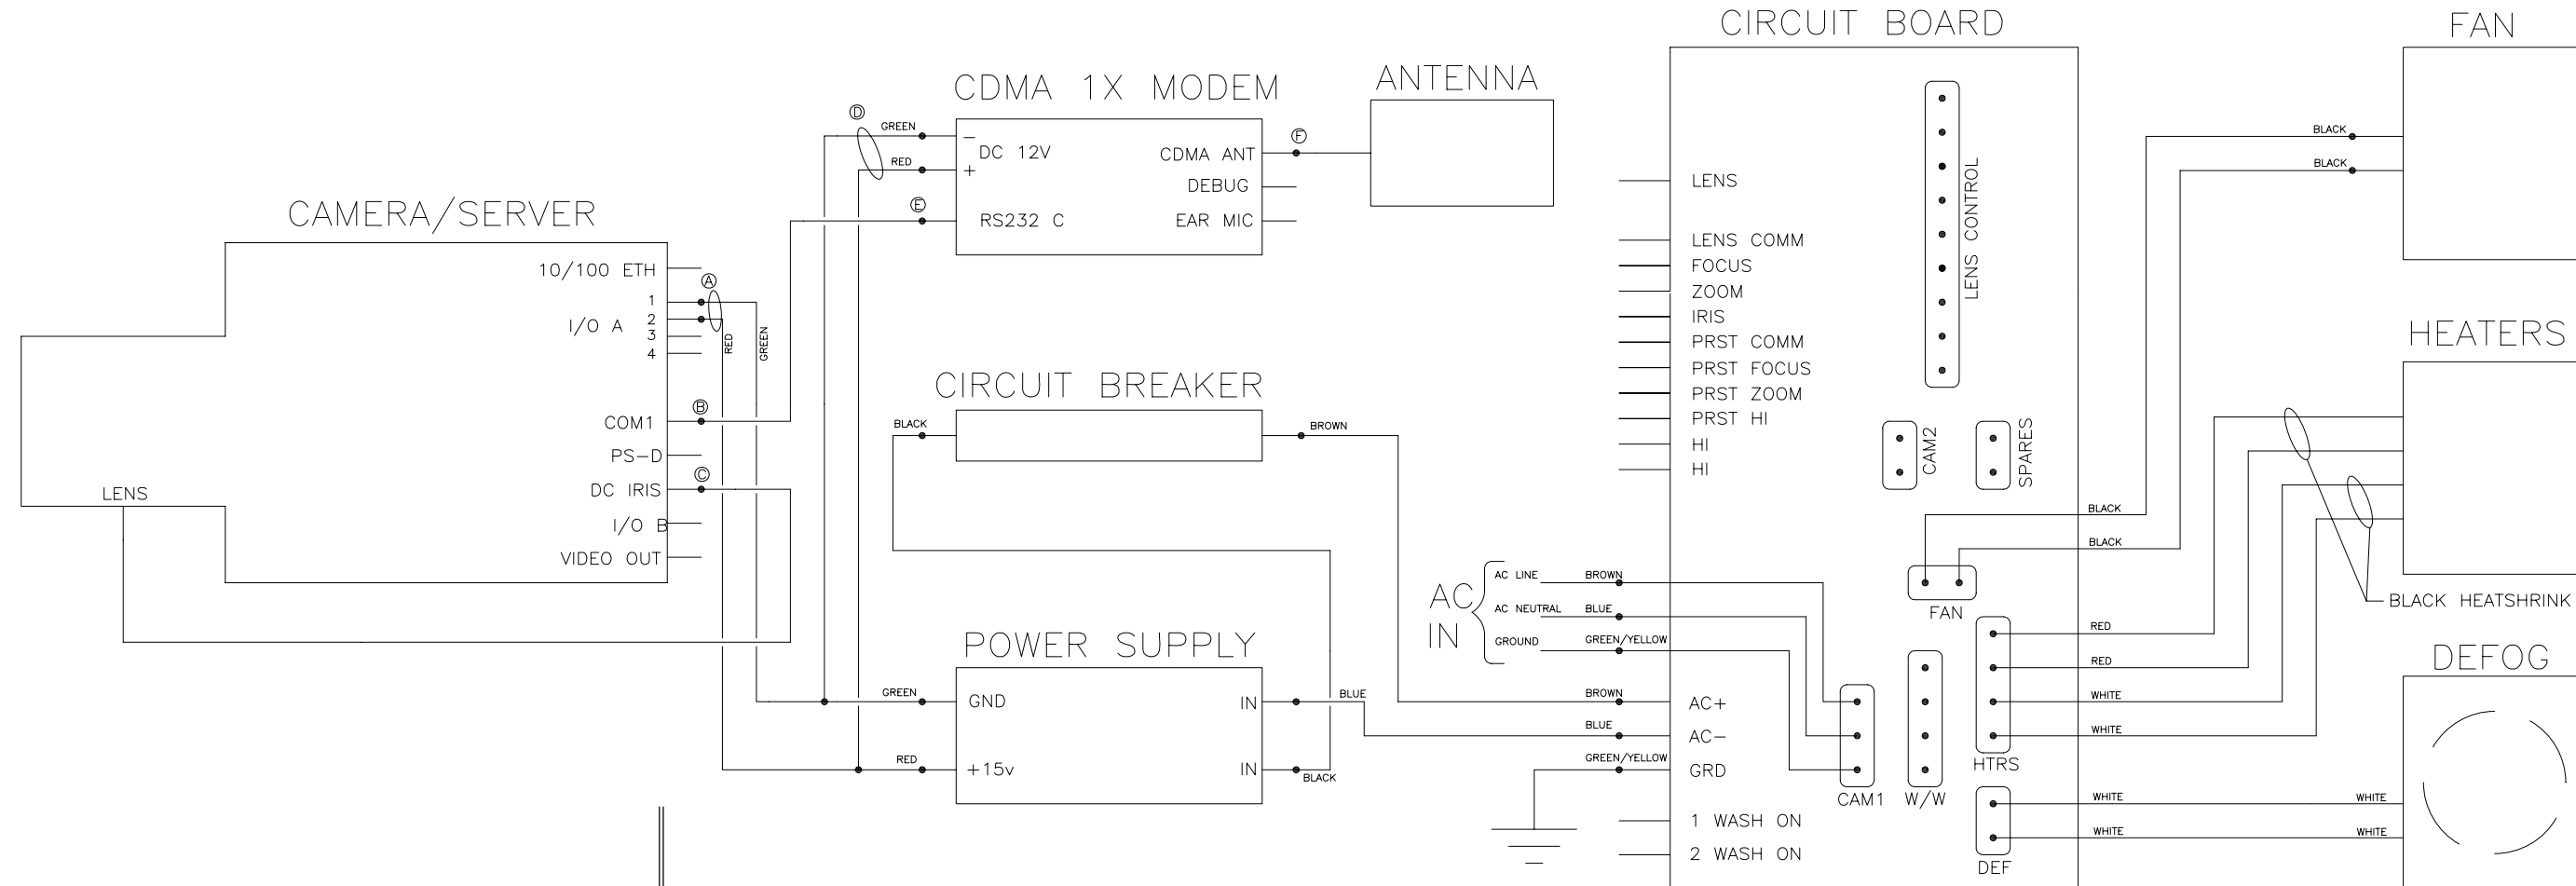 CIRCUIT BOARD
FAN
CDMA 1X MODEM
ANTENNA
D
GREEN
−
DC 12V
RED
+
E
RS232 C
CDMA ANT
DEBUG
EAR MIC
F
CAMERA/SERVER
10/100 ETH
A
1
I/O A
2
3
4
RED
GREEN
B
COM1
PS−D
C
DC IRIS
LENS
I/O B
VIDEO OUT
CIRCUIT BREAKER
BLACK
BROWN
POWER SUPPLY
GREEN
GND
IN
BLUE
RED
+15v
IN
BLACK
LENS
LENS COMM
FOCUS
ZOOM
IRIS
PRST COMM
PRST FOCUS
PRST ZOOM
PRST HI
HI
HI
LENS CONTROL
CAM2
SPARES
AC IN
AC LINE
BROWN
AC NEUTRAL
BLUE
GROUND
GREEN/YELLOW
BROWN
AC+
BLUE
AC−
GREEN/YELLOW
GRD
1 WASH ON
2 WASH ON
FAN
HTRS
CAM1
W/W
DEF
BLACK
BLACK
BLACK
BLACK
HEATERS
BLACK HEATSHRINK
RED
RED
WHITE
WHITE
DEFOG
WHITE
WHITE
WHITE
WHITE